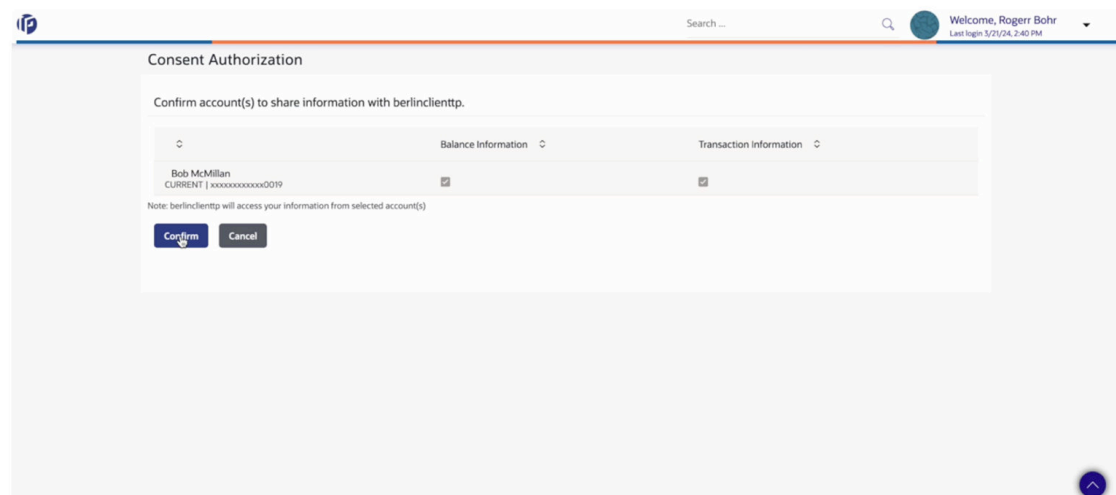 Search ...
Welcome, Rogerr Bohr
Last login 3/21/24, 2:40 PM
Consent Authorization
Confirm account(s) to share information with berlinclienttp.
Balance Information
Transaction Information
Bob McMillan
CURRENT | xxxxxxxxxxxx0019
Note: berlinclienttp will access your information from selected account(s)
Confirm
Cancel